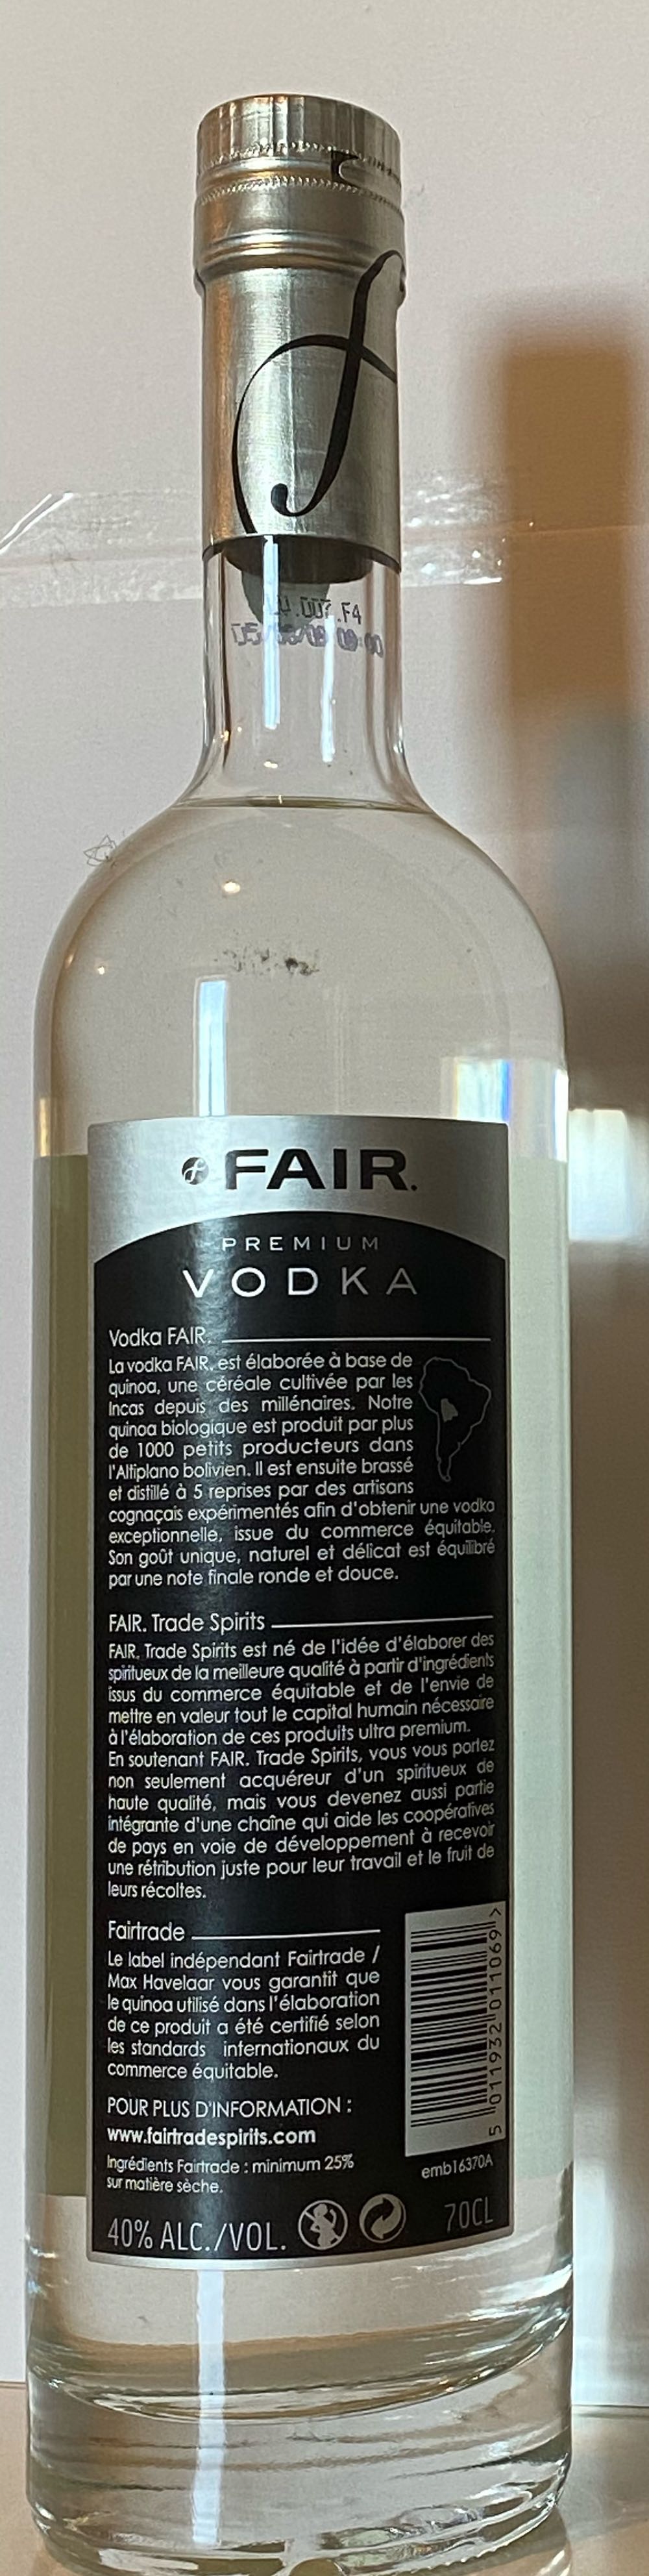 f
.F4
f FAIR.
PREMIUM
VODKA
Vodka FAIR.
La vodka FAIR. est élaborée à base de
quinoa, une céréale cultivée par les
Incas depuis des millénaires. Notre
quinoa biologique est produit par plus
de 1000 petits producteurs dans
l'Altiplano bolivien. Il est ensuite brassé
et distillé à 5 reprises par des artisans
cognaçais expérimentés afin d'obtenir une vodka
exceptionnelle, issue du commerce équitable.
Son goût unique, naturel et délicat est équilibré
par une note finale ronde et douce.
FAIR. Trade Spirits
FAIR. Trade Spirits est né de l'idée d'élaborer des
spiritueux de la meilleure qualité à partir d'ingrédients
issus du commerce équitable et de l'envie de
mettre en valeur tout le capital humain nécessaire
à l'élaboration de ces produits ultra premium.
En soutenant FAIR. Trade Spirits, vous vous portez
non seulement acquéreur d'un spiritueux de
haute qualité, mais vous devenez aussi partie
intégrante d'une chaîne qui aide les coopératives
de pays en voie de développement à recevoir
une rétribution juste pour leur travail et le fruit de
leurs récoltes.
Fairtrade
Le label indépendant Fairtrade /
Max Havelaar vous garantit que
le quinoa utilisé dans l'élaboration
de ce produit a été certifié selon
les standards internationaux du
commerce équitable.
POUR PLUS D'INFORMATION :
www.fairtradespirits.com
Ingrédients Fairtrade : minimum 25%
sur matière sèche.
5 011932 011069 >
emb16370A
40% ALC./VOL.
70CL